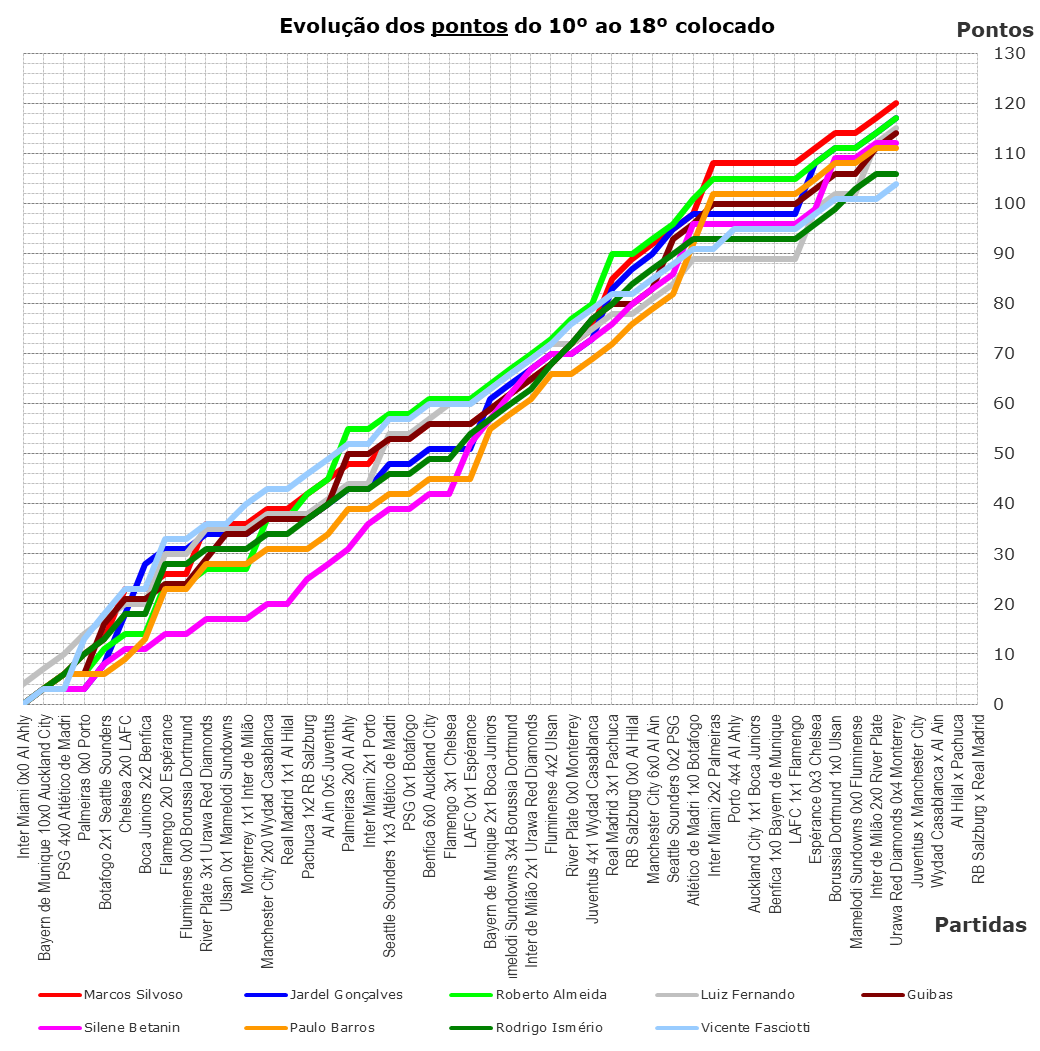 Evolução dos pontos do 10º ao 18º colocado
Pontos
130
120
110
100
90
80
70
60
50
40
30
20
10
0
Inter Miami 0x0 Al Ahly
Bayern de Munique 10x0 Auckland City
PSG 4x0 Atlético de Madri
Palmeiras 0x0 Porto
Botafogo 2x1 Seattle Sounders
Chelsea 2x0 LAFC
Boca Juniors 2x2 Benfica
Flamengo 2x0 Espérance
Fluminense 0x0 Borussia Dortmund
River Plate 3x1 Urawa Red Diamonds
Ulsan 0x1 Mamelodi Sundowns
Monterrey 1x1 Inter de Milão
Manchester City 2x0 Wydad Casablanca
Real Madrid 1x1 Al Hilal
Pachuca 1x2 RB Salzburg
Al Ain 0x5 Juventus
Palmeiras 2x0 Al Ahly
Inter Miami 2x1 Porto
Seattle Sounders 1x3 Atlético de Madri
PSG 0x1 Botafogo
Benfica 6x0 Auckland City
Flamengo 3x1 Chelsea
LAFC 0x1 Espérance
Bayern de Munique 2x1 Boca Juniors
melodi Sundowns 3x4 Borussia Dortmund
Inter de Milão 2x1 Urawa Red Diamonds
Fluminense 4x2 Ulsan
River Plate 0x0 Monterrey
Juventus 4x1 Wydad Casablanca
Real Madrid 3x1 Pachuca
RB Salzburg 0x0 Al Hilal
Manchester City 6x0 Al Ain
Seattle Sounders 0x2 PSG
Atlético de Madri 1x0 Botafogo
Inter Miami 2x2 Palmeiras
Porto 4x4 Al Ahly
Auckland City 1x1 Boca Juniors
Benfica 1x0 Bayern de Munique
LAFC 1x1 Flamengo
Espérance 0x3 Chelsea
Borussia Dortmund 1x0 Ulsan
Mamelodi Sundowns 0x0 Fluminense
Inter de Milão 2x0 River Plate
Urawa Red Diamonds 0x4 Monterrey
Juventus x Manchester City
Wydad Casablanca x Al Ain
Al Hilal x Pachuca
RB Salzburg x Real Madrid
Partidas
Marcos Silvoso
Jardel Gonçalves
Roberto Almeida
Luiz Fernando
Guibas
Silene Betanin
Paulo Barros
Rodrigo Ismério
Vicente Fasciotti